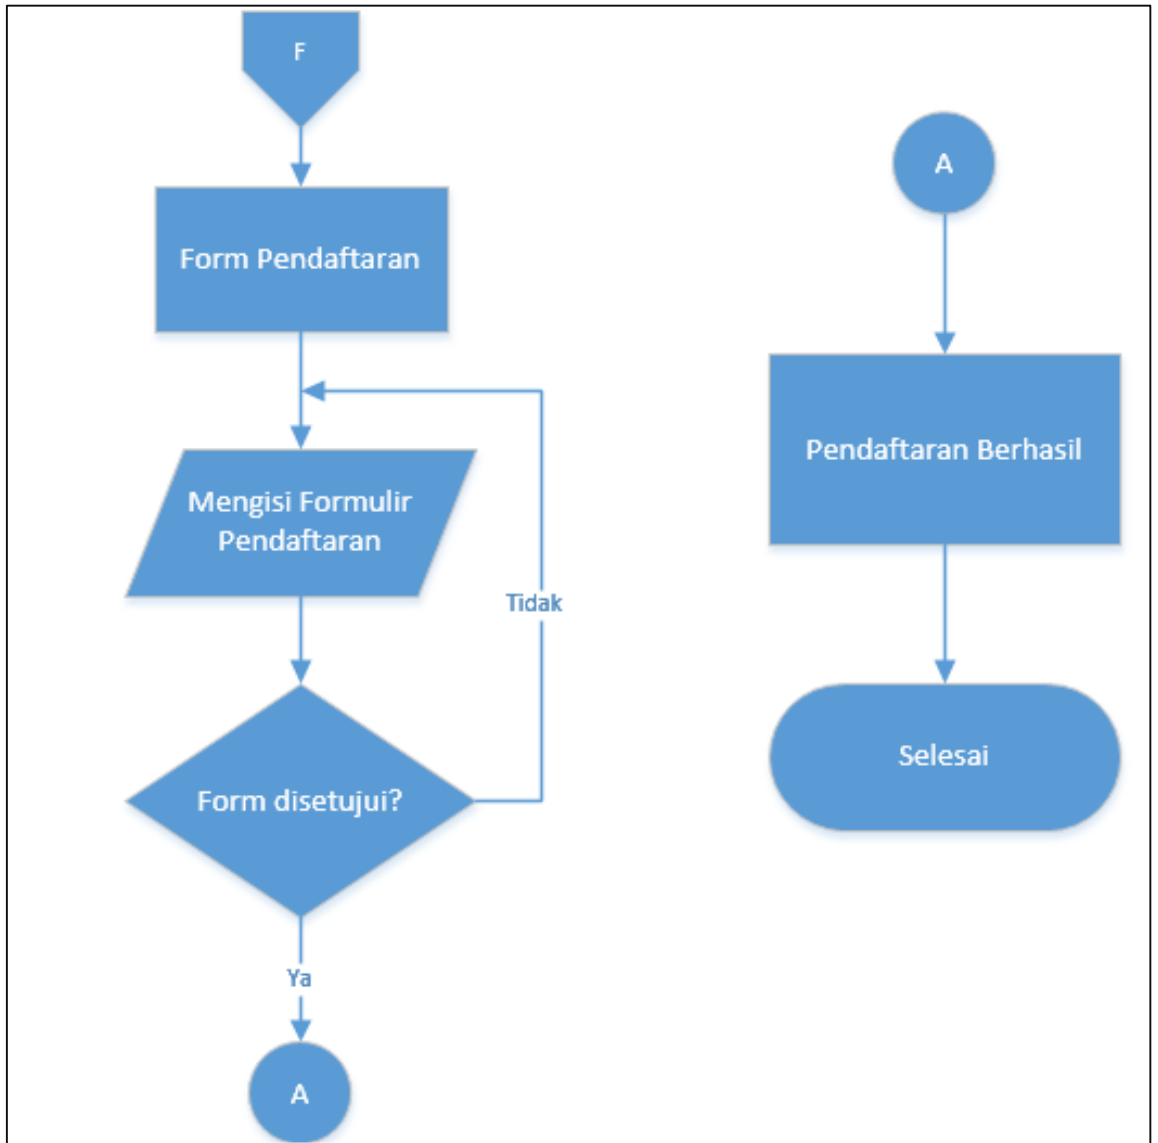 F
Form Pendaftaran
Mengisi Formulir
Pendaftaran
Tidak
Form disetujui?
Ya
A
A
Pendaftaran Berhasil
Selesai